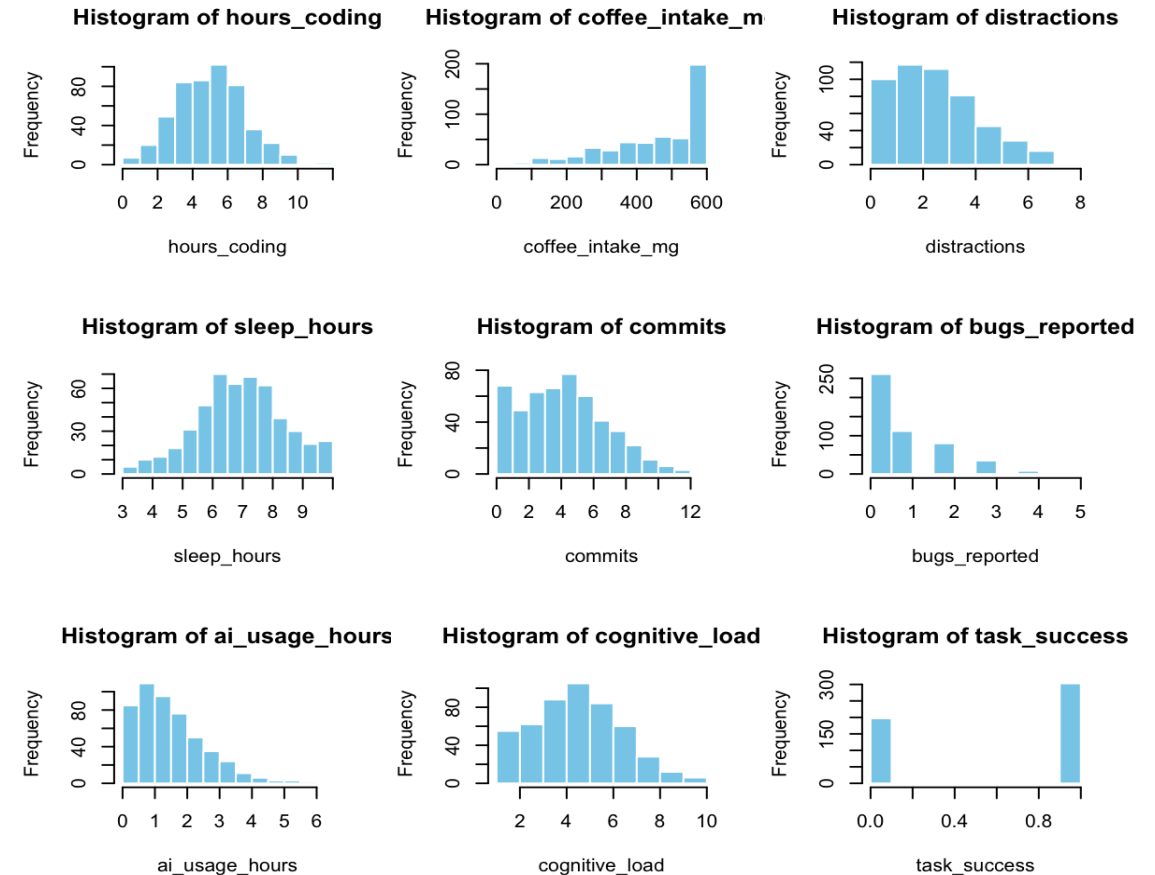 Histogram of hours_coding
Frequency
0 40 80
0 2 4 6 8 10
hours_coding
Histogram of coffee_intake_m
Frequency
0 100 200
0 200 400 600
coffee_intake_mg
Histogram of distractions
Frequency
0 40 100
0 2 4 6 8
distractions
Histogram of sleep_hours
Frequency
0 30 60
3 4 5 6 7 8 9
sleep_hours
Histogram of commits
Frequency
0 40 80
0 2 4 6 8 12
commits
Histogram of bugs_reported
Frequency
0 100 250
0 1 2 3 4 5
bugs_reported
Histogram of ai_usage_hours
Frequency
0 40 80
0 1 2 3 4 5 6
ai_usage_hours
Histogram of cognitive_load
Frequency
0 40 80
2 4 6 8 10
cognitive_load
Histogram of task_success
Frequency
0 150 300
0.0 0.4 0.8
task_success